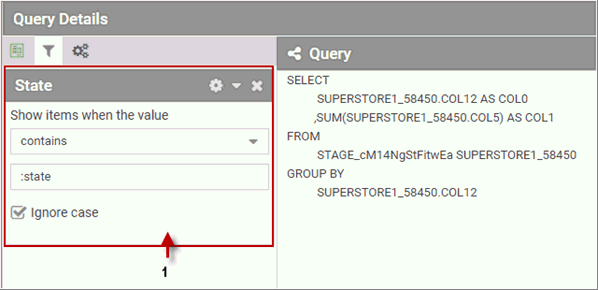 Query Details
State
Show items when the value
contains
:state
Ignore case
1
Query
SELECT
SUPERSTORE1_58450.COL12 AS COL0
,SUM(SUPERSTORE1_58450.COL5) AS COL1
FROM
STAGE_cM14NgStFitwEa SUPERSTORE1_58450
GROUP BY
SUPERSTORE1_58450.COL12